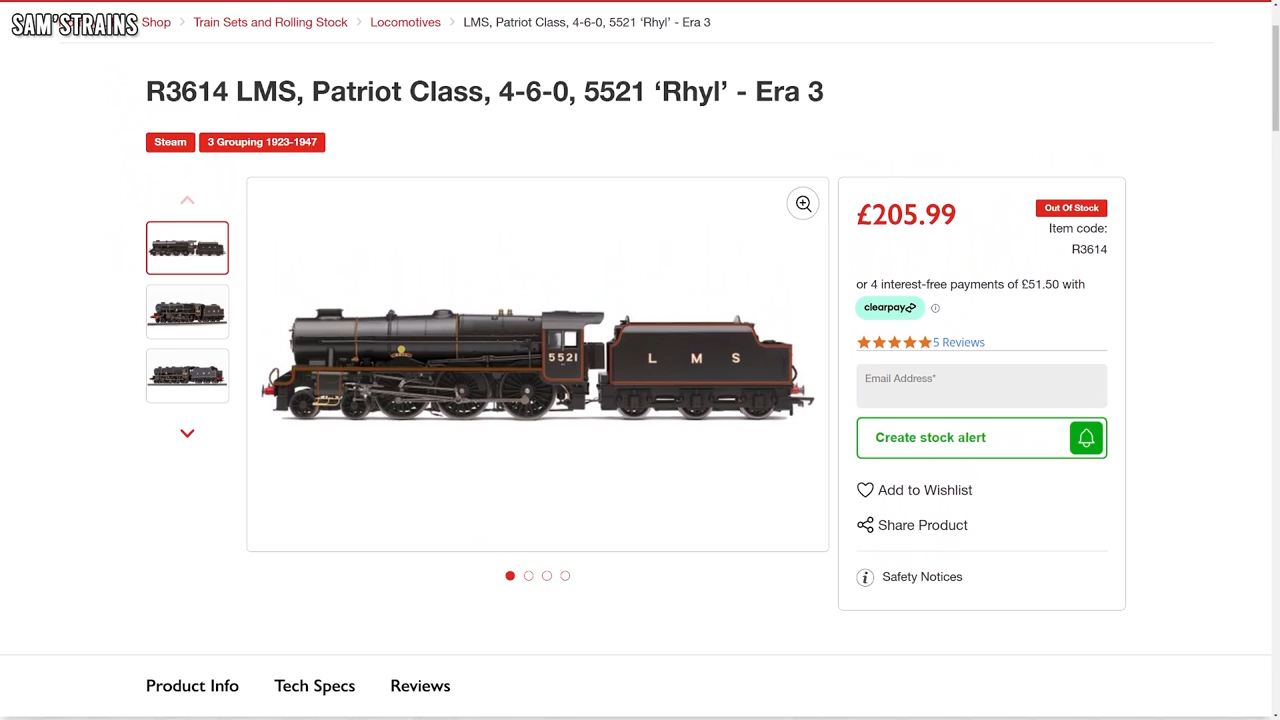 SAM'STRAINS
Shop > Train Sets and Rolling Stock > Locomotives > LMS, Patriot Class, 4-6-0, 5521 'Rhyl' - Era 3
R3614 LMS, Patriot Class, 4-6-0, 5521 ‘Rhyl’ - Era 3
Steam
3 Grouping 1923-1947
£205.99
Out Of Stock
Item code:
R3614
or 4 interest-free payments of £51.50 with
clearpay
5 Reviews
Email Address*
Create stock alert
Add to Wishlist
Share Product
Safety Notices
5521
L M S
Product Info
Tech Specs
Reviews